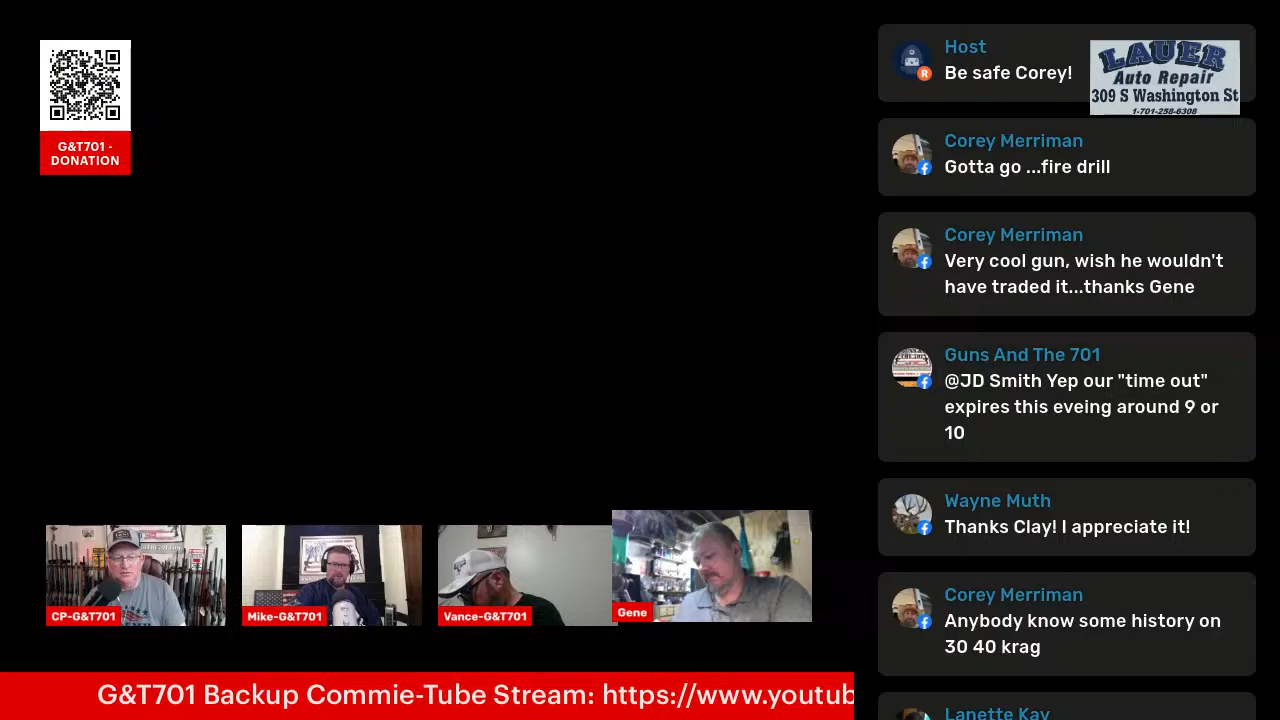 G&T701 -
DONATION
Host
Be safe Corey!
LAUER
Auto Repair
309 S Washington St
1-701-258-6308
Corey Merriman
Gotta go ...fire drill
Corey Merriman
Very cool gun, wish he wouldn't
have traded it...thanks Gene
Guns And The 701
@JD Smith Yep our "time out"
expires this eveing around 9 or
10
Wayne Muth
Thanks Clay! I appreciate it!
Corey Merriman
Anybody know some history on
30 40 krag
Lanette Kay
CP-G&T701
Mike-G&T701
Vance-G&T701
Gene
G&T701 Backup Commie-Tube Stream: https://www.youtub